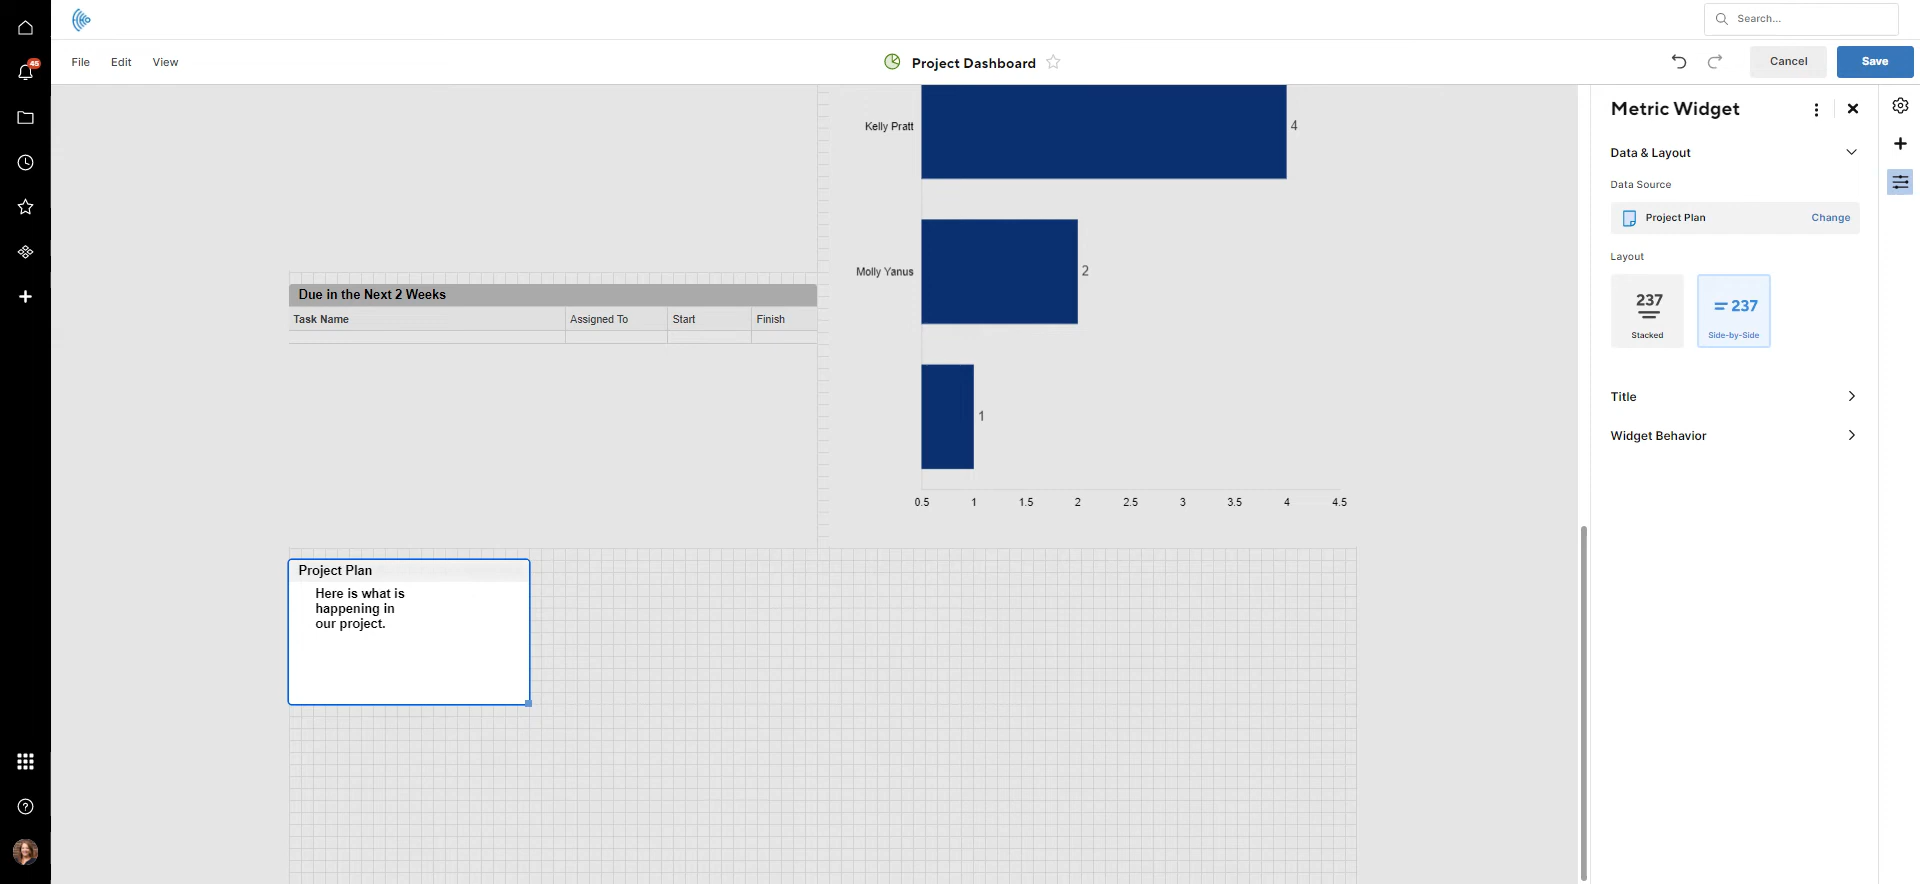 Search...
45
File Edit View
Project Dashboard
Cancel Save
Kelly Pratt 4
Molly Yanus 2
1
0.5 1 1.5 2 2.5 3 3.5 4 4.5
Due in the Next 2 Weeks
Task Name Assigned To Start Finish
Project Plan
Here is what is
happening in
our project.
Metric Widget
Data & Layout
Data Source
Project Plan Change
Layout
237 237
Stacked Side-by-Side
Title
Widget Behavior